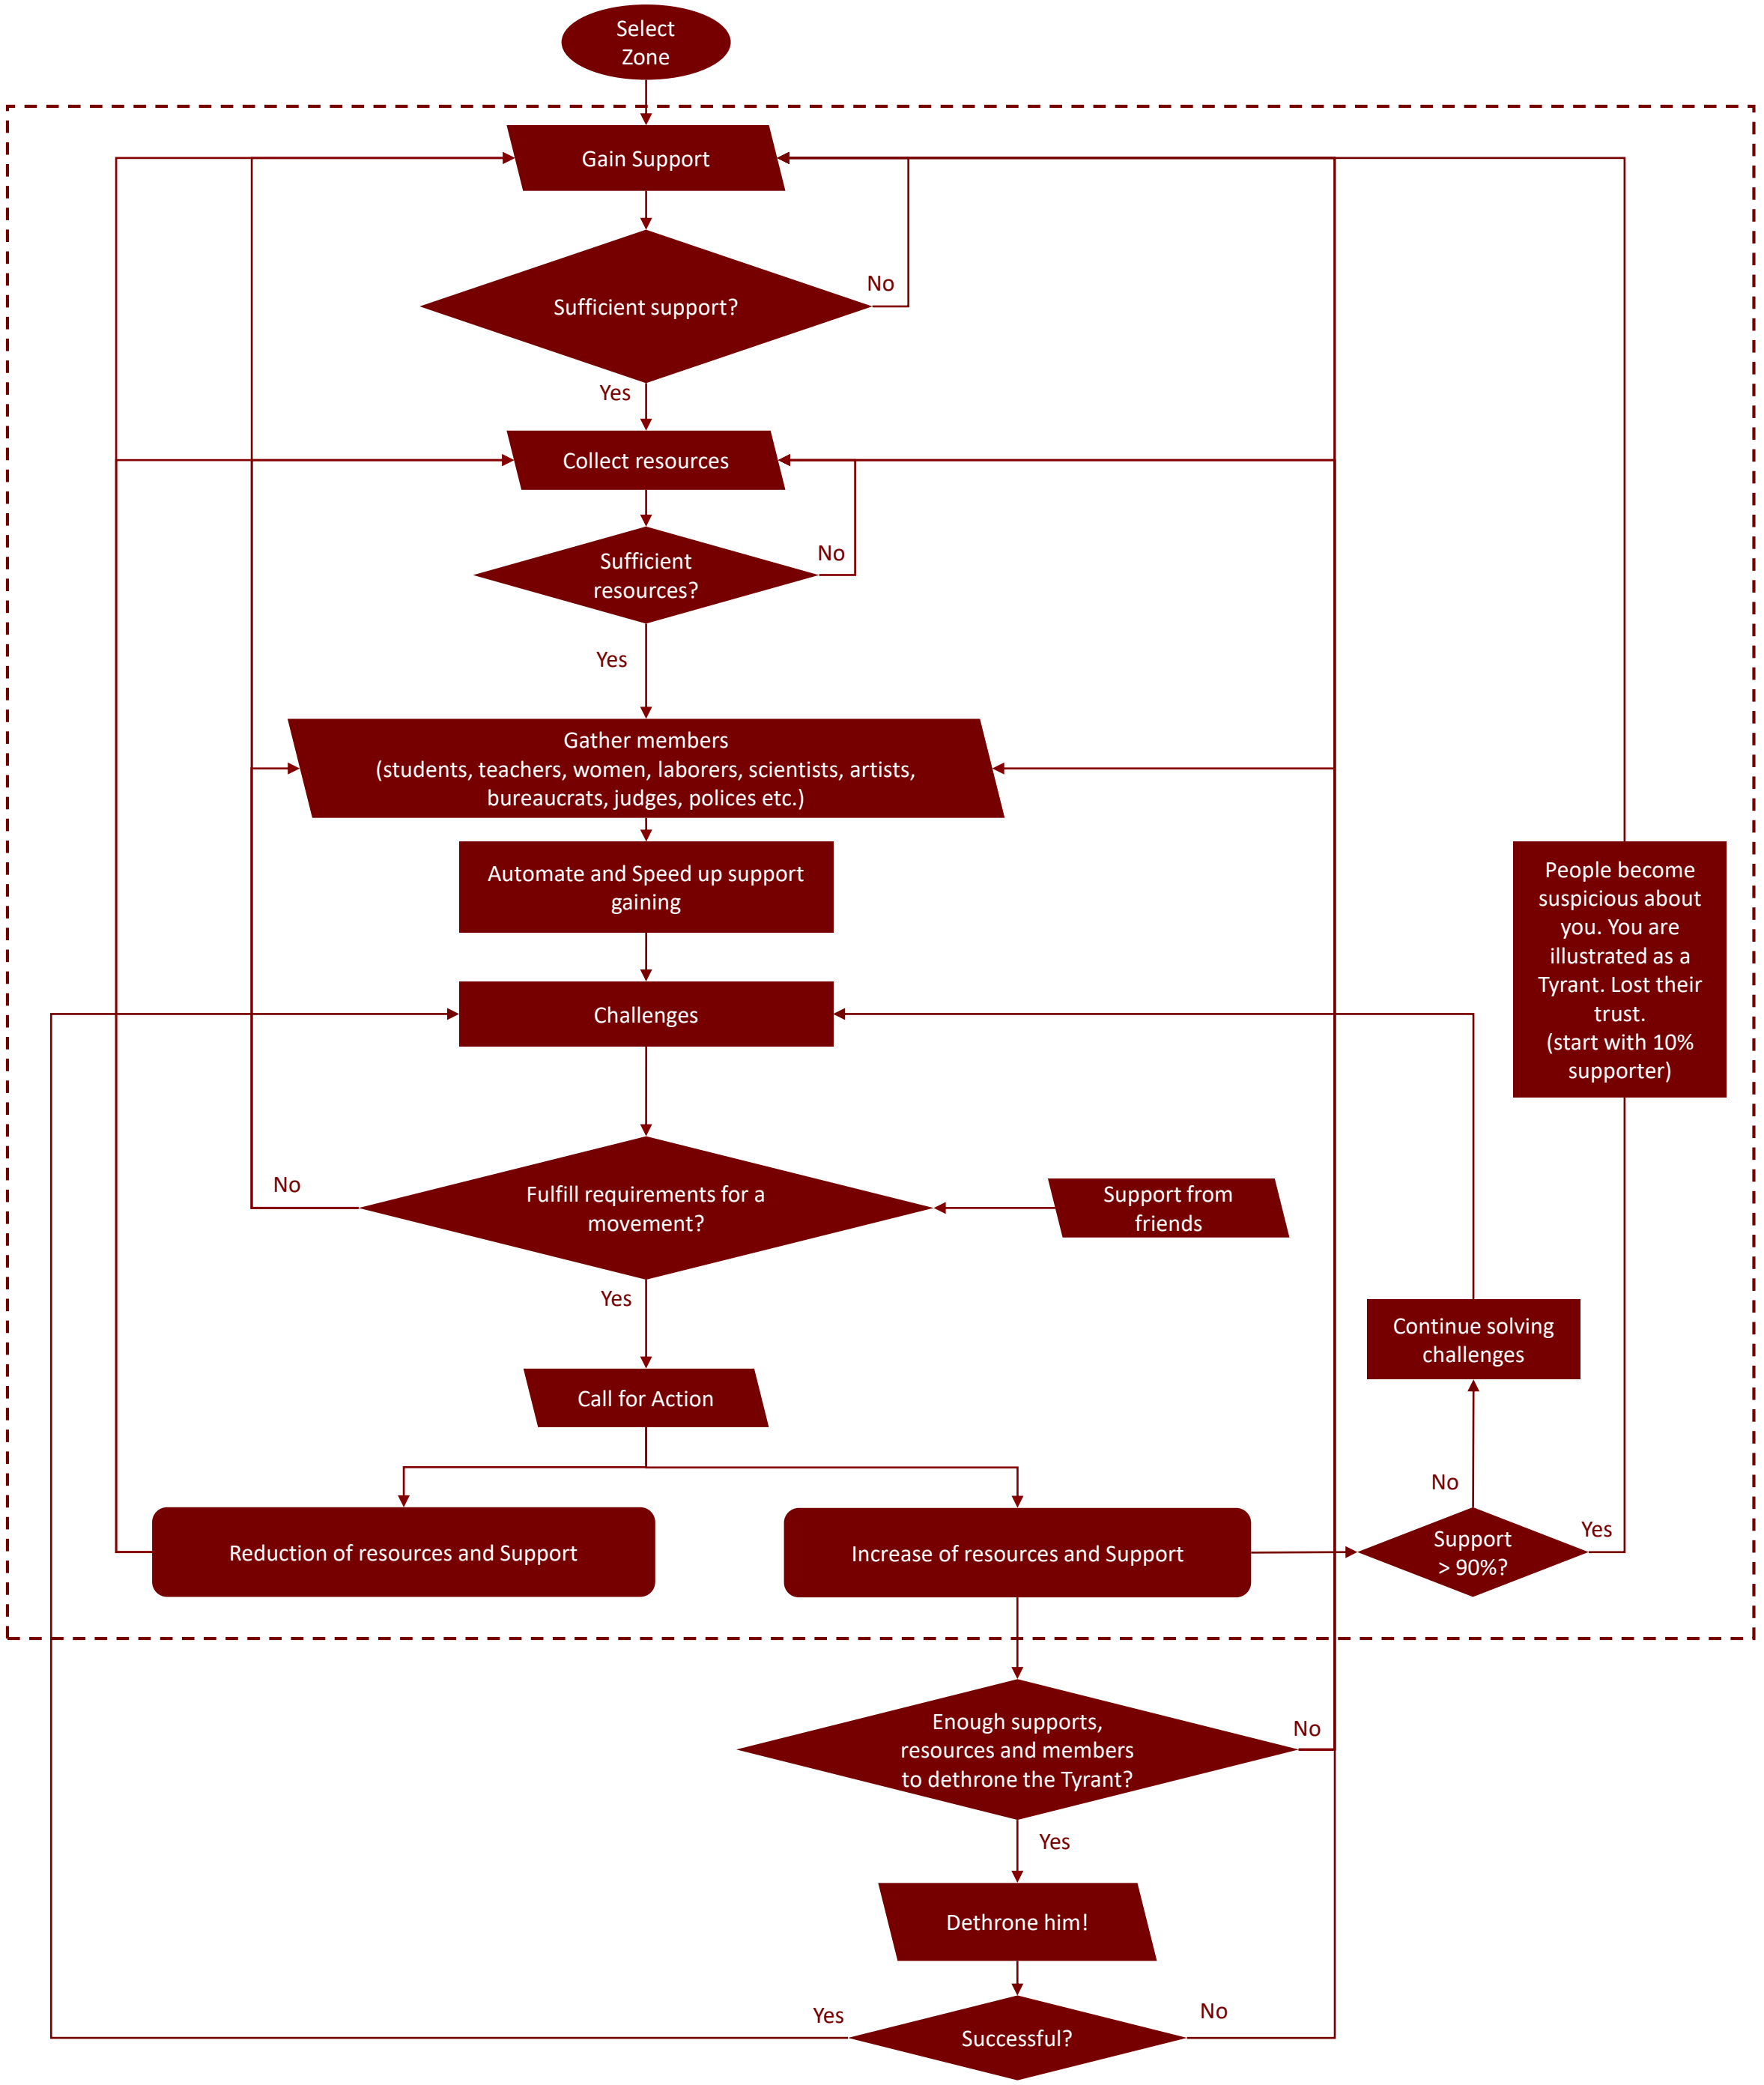 Select
Zone
Gain Support
No
Sufficient support?
Yes
Collect resources
No
Sufficient
resources?
Yes
Gather members
(students, teachers, women, laborers, scientists, artists,
bureaucrats, judges, polices etc.)
Automate and Speed up support
gaining
People become
suspicious about
you. You are
illustrated as a
Tyrant. Lost their
trust.
(start with 10%
supporter)
Challenges
No
Fulfill requirements for a
movement?
Support from
friends
Yes
Continue solving
challenges
Call for Action
No
Reduction of resources and Support
Increase of resources and Support
Support
> 90%?
Yes
Enough supports,
resources and members
to dethrone the Tyrant?
No
Yes
Dethrone him!
Yes
Successful?
No